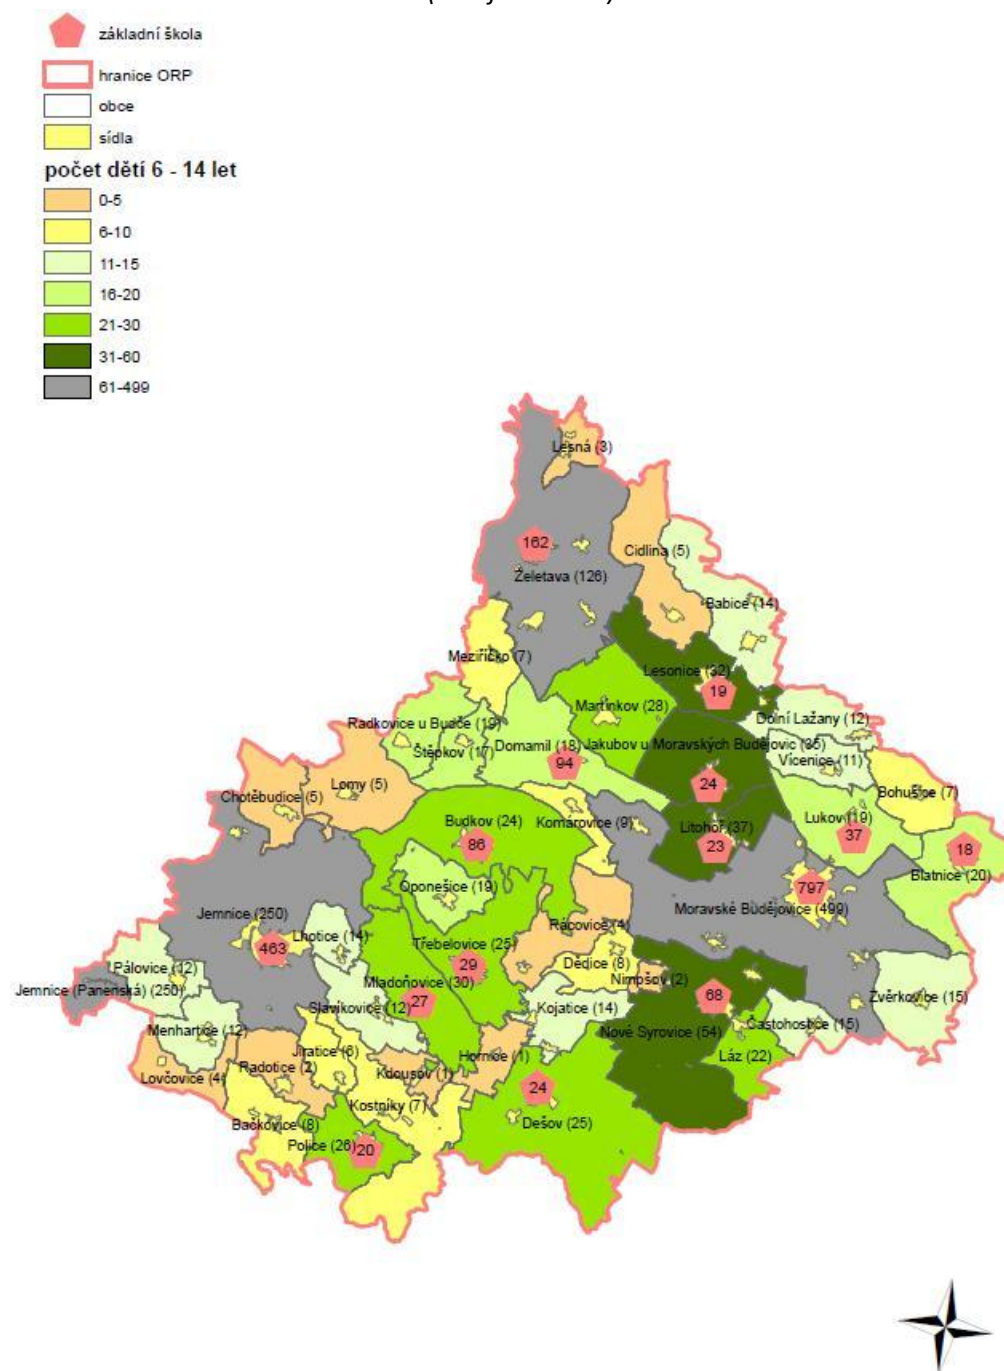 základní škola
hranice ORP
obce
sídla
počet dětí 6 - 14 let
0-5
6-10
11-15
16-20
21-30
31-60
61-499
Lesná (3)
162
Cidlina (5)
Želetava (126)
Babice (14)
Meziříčko (7)
Lesonice (32)
19
Martínkov (28)
Dolní Lažany (12)
Radkovice u Budče (19)
Štěpkov (17)
Domamil (18)
Jakubov u Moravských Budějovic (35)
Vícenice (11)
94
24
Chotěbudice (5)
Lomy (5)
Bohušice (7)
Budkov (24)
Komárovice (9)
Litohoř (37)
Lukov (19)
86
23
37
18
Blatnice (20)
Oponešice (19)
797
Moravské Budějovice (499)
Jemnice (250)
Rácovice (4)
463
Lhotice (14)
Třebelovice (25)
Pálovice (12)
29
Dědice (8)
Jemnice (Panenská) (250)
Mladoňovice (30)
Nimpšov (2)
27
68
Zvěrkovice (15)
Slavíkovice (12)
Kojatice (14)
Menhartice (12)
Nové Syrovice (54)
Častohostice (15)
Jiratice (6)
Hornice (1)
Láz (22)
Lovčovice (4)
Radotice (2)
Kdousov (1)
24
Kostníky (7)
Bačkovice (8)
Dešov (25)
Police (26)
20